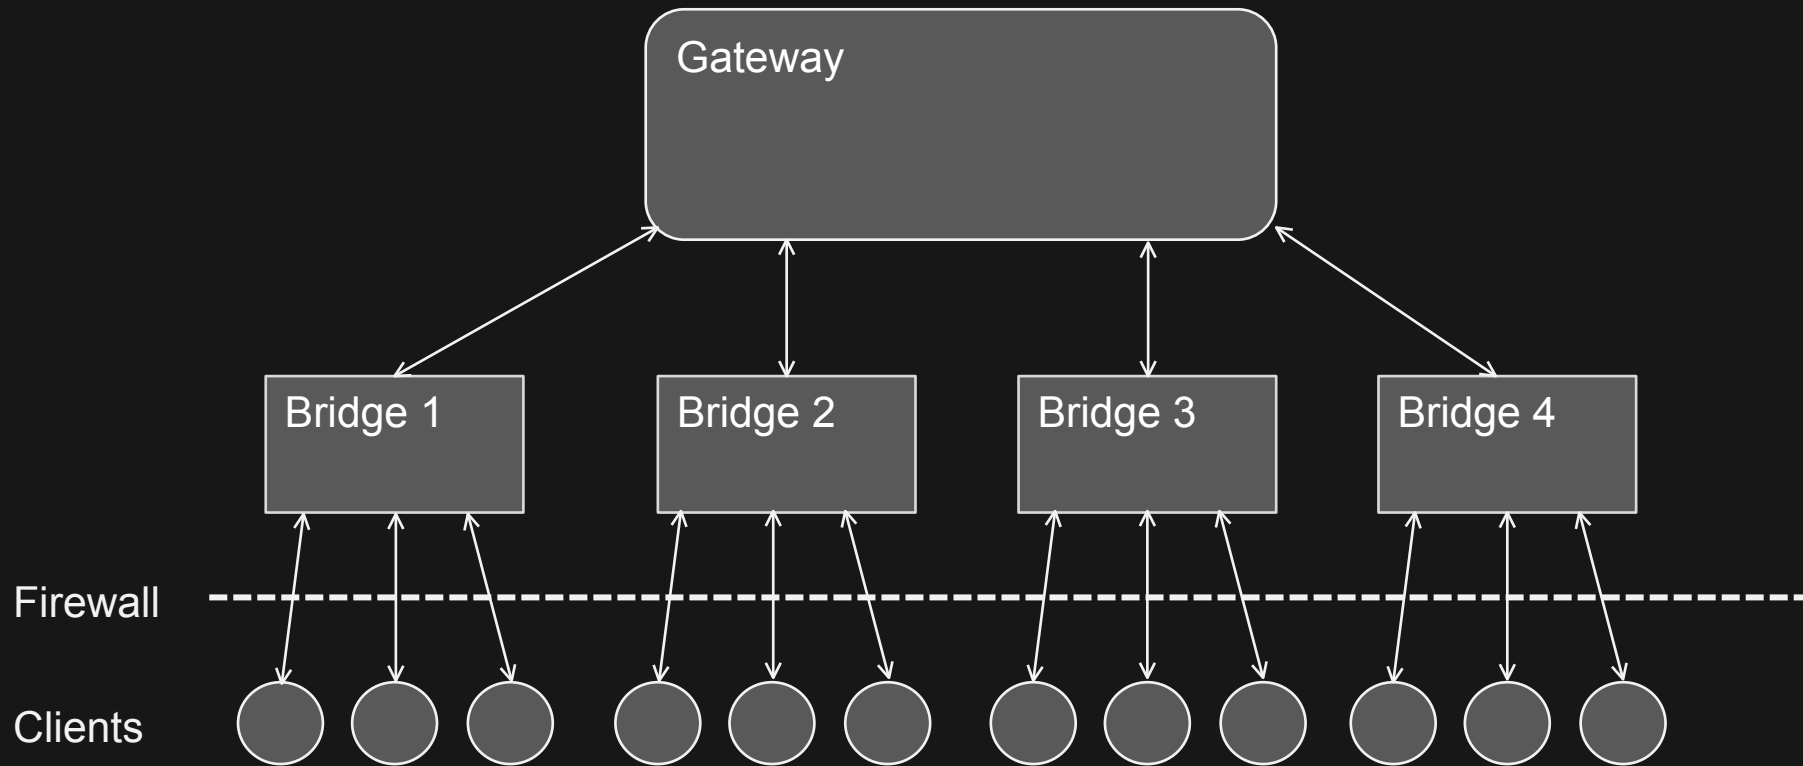 Gateway
Bridge 1
Bridge 2
Bridge 3
Bridge 4
Firewall
Clients